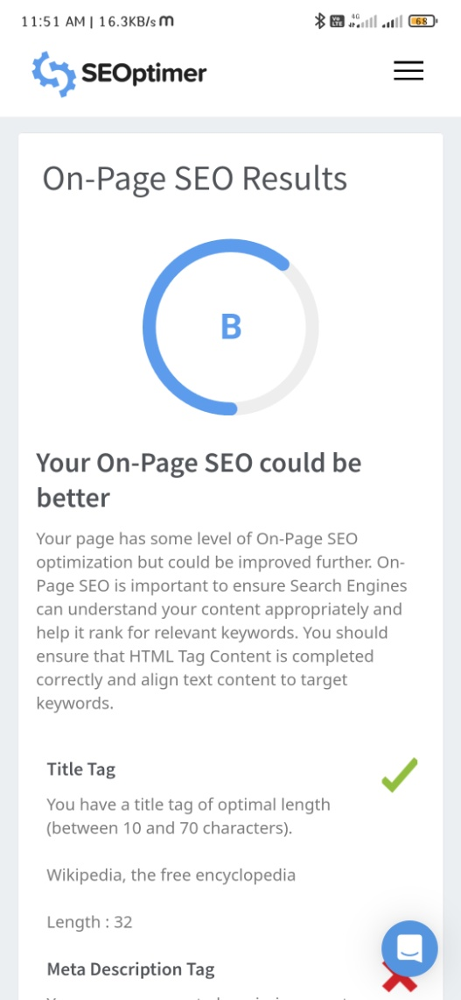 11:51 AM | 16.3KB/s m
Vo LTE 4G 68
SEOptimer
On-Page SEO Results
B
Your On-Page SEO could be
better
Your page has some level of On-Page SEO
optimization but could be improved further. On-
Page SEO is important to ensure Search Engines
can understand your content appropriately and
help it rank for relevant keywords. You should
ensure that HTML Tag Content is completed
correctly and align text content to target
keywords.
Title Tag
You have a title tag of optimal length
(between 10 and 70 characters).
Wikipedia, the free encyclopedia
Length : 32
Meta Description Tag